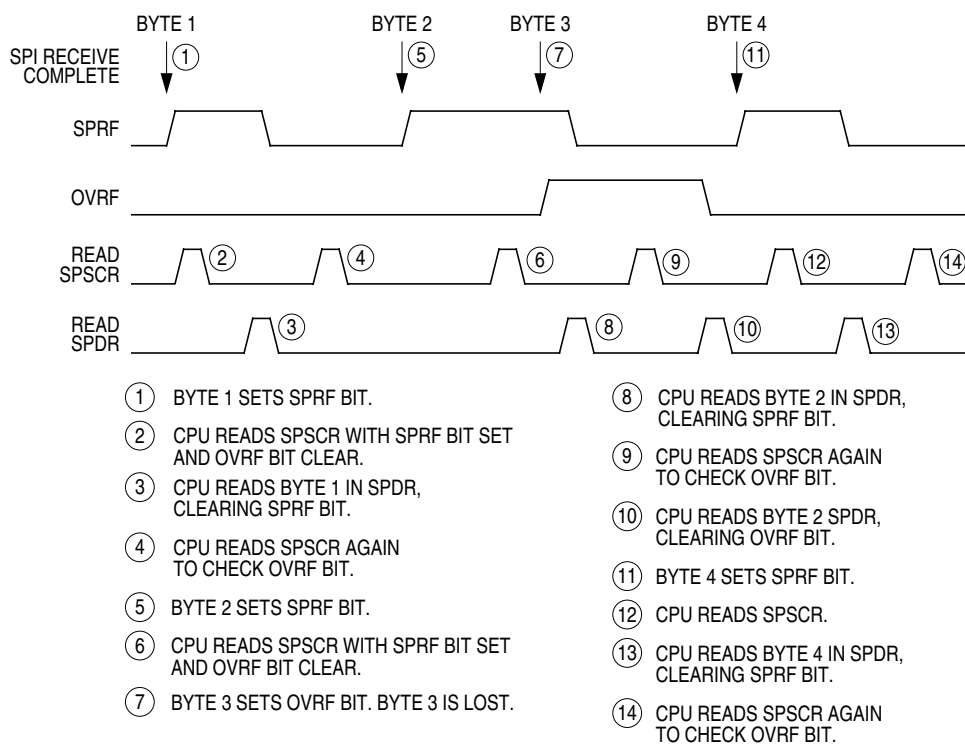 BYTE 1 BYTE 2 BYTE 3 BYTE 4
SPI RECEIVE
COMPLETE
1 5 7 11
SPRF
OVRF
READ
SPSCR
2 4 6 9 12 14
READ
SPDR
3 8 10 13
1 BYTE 1 SETS SPRF BIT.
2 CPU READS SPSCR WITH SPRF BIT SET
AND OVRF BIT CLEAR.
3 CPU READS BYTE 1 IN SPDR,
CLEARING SPRF BIT.
4 CPU READS SPSCR AGAIN
TO CHECK OVRF BIT.
5 BYTE 2 SETS SPRF BIT.
6 CPU READS SPSCR WITH SPRF BIT SET
AND OVRF BIT CLEAR.
7 BYTE 3 SETS OVRF BIT. BYTE 3 IS LOST.
8 CPU READS BYTE 2 IN SPDR,
CLEARING SPRF BIT.
9 CPU READS SPSCR AGAIN
TO CHECK OVRF BIT.
10 CPU READS BYTE 2 SPDR,
CLEARING OVRF BIT.
11 BYTE 4 SETS SPRF BIT.
12 CPU READS SPSCR.
13 CPU READS BYTE 4 IN SPDR,
CLEARING SPRF BIT.
14 CPU READS SPSCR AGAIN
TO CHECK OVRF BIT.